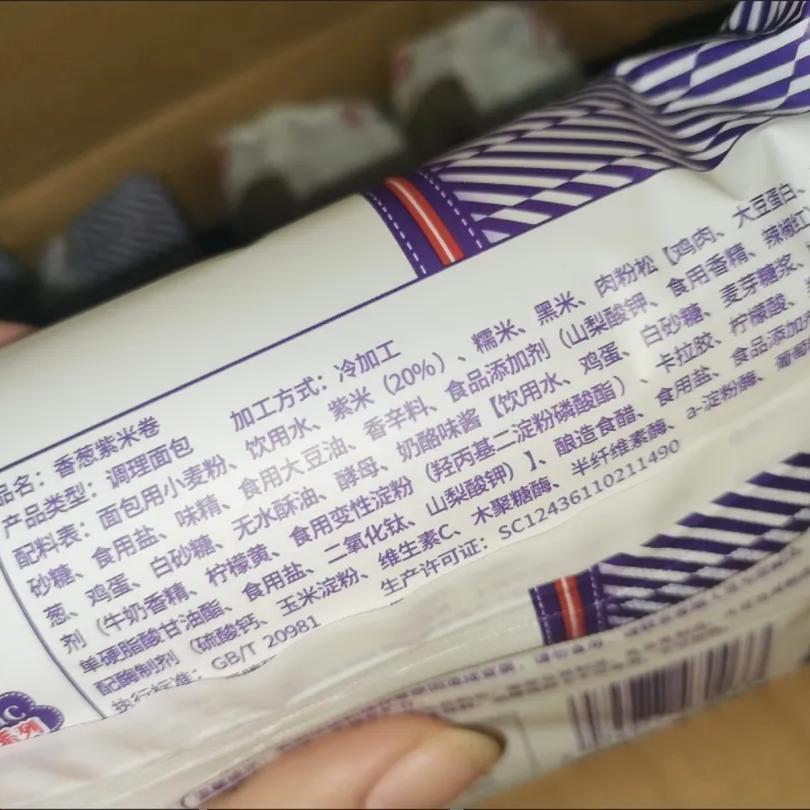 品名：香葱紫米卷
产品类型：调理面包 加工方式：冷加工
配料表：面包用小麦粉、饮用水、紫米（20%）、糯米、黑米、肉粉松【鸡肉、大豆蛋白、
砂糖、食用盐、味精、食用大豆油、香辛料、食品添加剂（山梨酸钾、食用香精、辣椒红
葱、鸡蛋、白砂糖、无水酥油、酵母、奶酪味酱【饮用水、鸡蛋、白砂糖、麦芽糖浆、
剂（牛奶香精、柠檬黄、食用变性淀粉（羟丙基二淀粉磷酸酯）、卡拉胶、柠檬酸、
单硬脂酸甘油酯、食用盐、二氧化钛、山梨酸钾）】、酿造食醋、食用盐、食品添加
配酶制剂（硫酸钙、玉米淀粉、维生素C、木聚糖酶、半纤维素酶、a-淀粉酶、葡萄
执行标准：GB/T 20981 生产许可证：SC12436110211490
系列